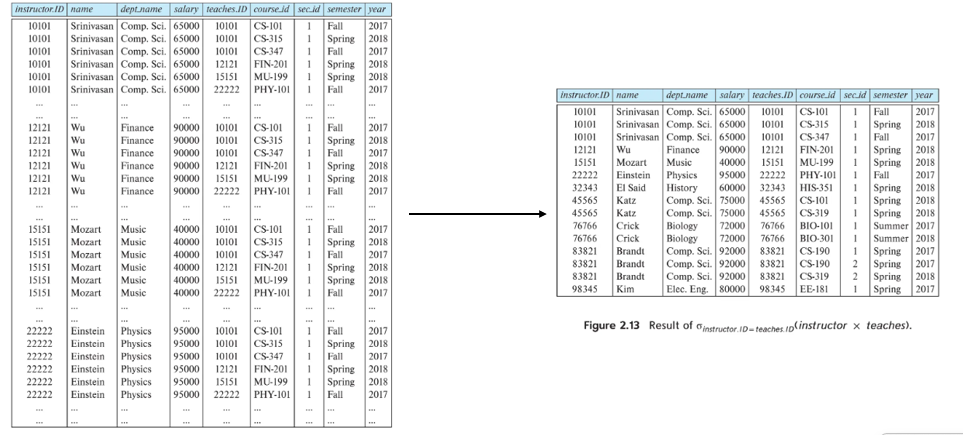 instructor.ID name dept_name salary teaches.ID course_id sec_id semester year
10101 Srinivasan Comp. Sci. 65000 10101 CS-101 1 Fall 2017
10101 Srinivasan Comp. Sci. 65000 10101 CS-315 1 Spring 2018
10101 Srinivasan Comp. Sci. 65000 10101 CS-347 1 Fall 2017
10101 Srinivasan Comp. Sci. 65000 12121 FIN-201 1 Spring 2018
10101 Srinivasan Comp. Sci. 65000 15151 MU-199 1 Spring 2018
10101 Srinivasan Comp. Sci. 65000 22222 PHY-101 1 Fall 2017
... ... ... ... ... ... ... ... ...
... ... ... ... ... ... ... ... ...
12121 Wu Finance 90000 10101 CS-101 1 Fall 2017
12121 Wu Finance 90000 10101 CS-315 1 Spring 2018
12121 Wu Finance 90000 10101 CS-347 1 Fall 2017
12121 Wu Finance 90000 12121 FIN-201 1 Spring 2018
12121 Wu Finance 90000 15151 MU-199 1 Spring 2018
12121 Wu Finance 90000 22222 PHY-101 1 Fall 2017
... ... ... ... ... ... ... ... ...
... ... ... ... ... ... ... ... ...
15151 Mozart Music 40000 10101 CS-101 1 Fall 2017
15151 Mozart Music 40000 10101 CS-315 1 Spring 2018
15151 Mozart Music 40000 10101 CS-347 1 Fall 2017
15151 Mozart Music 40000 12121 FIN-201 1 Spring 2018
15151 Mozart Music 40000 15151 MU-199 1 Spring 2018
15151 Mozart Music 40000 22222 PHY-101 1 Fall 2017
... ... ... ... ... ... ... ... ...
... ... ... ... ... ... ... ... ...
22222 Einstein Physics 95000 10101 CS-101 1 Fall 2017
22222 Einstein Physics 95000 10101 CS-315 1 Spring 2018
22222 Einstein Physics 95000 10101 CS-347 1 Fall 2017
22222 Einstein Physics 95000 12121 FIN-201 1 Spring 2018
22222 Einstein Physics 95000 15151 MU-199 1 Spring 2018
22222 Einstein Physics 95000 22222 PHY-101 1 Fall 2017
... ... ... ... ... ... ... ... ...
... ... ... ... ... ... ... ... ...
instructor.ID name dept_name salary teaches.ID course_id sec_id semester year
10101 Srinivasan Comp. Sci. 65000 10101 CS-101 1 Fall 2017
10101 Srinivasan Comp. Sci. 65000 10101 CS-315 1 Spring 2018
10101 Srinivasan Comp. Sci. 65000 10101 CS-347 1 Fall 2017
12121 Wu Finance 90000 12121 FIN-201 1 Spring 2018
15151 Mozart Music 40000 15151 MU-199 1 Spring 2018
22222 Einstein Physics 95000 22222 PHY-101 1 Fall 2017
32343 El Said History 60000 32343 HIS-351 1 Spring 2018
45565 Katz Comp. Sci. 75000 45565 CS-101 1 Spring 2018
45565 Katz Comp. Sci. 75000 45565 CS-319 1 Spring 2018
76766 Crick Biology 72000 76766 BIO-101 1 Summer 2017
76766 Crick Biology 72000 76766 BIO-301 1 Summer 2018
83821 Brandt Comp. Sci. 92000 83821 CS-190 1 Spring 2017
83821 Brandt Comp. Sci. 92000 83821 CS-190 2 Spring 2017
83821 Brandt Comp. Sci. 92000 83821 CS-319 2 Spring 2018
98345 Kim Elec. Eng. 80000 98345 EE-181 1 Spring 2017
Figure 2.13 Result of σinstructor.ID=teaches.ID(instructor × teaches).